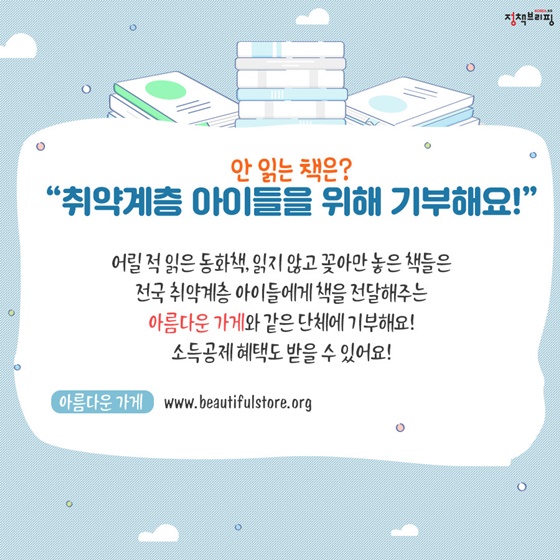 정책브리핑
안 읽는 책은?
“취약계층 아이들을 위해 기부해요!”
어릴 적 읽은 동화책, 읽지 않고 꽂아만 놓은 책들은
전국 취약계층 아이들에게 책을 전달해주는
아름다운 가게와 같은 단체에 기부해요!
소득공제 혜택도 받을 수 있어요!
아름다운 가게 www.beautifulstore.org